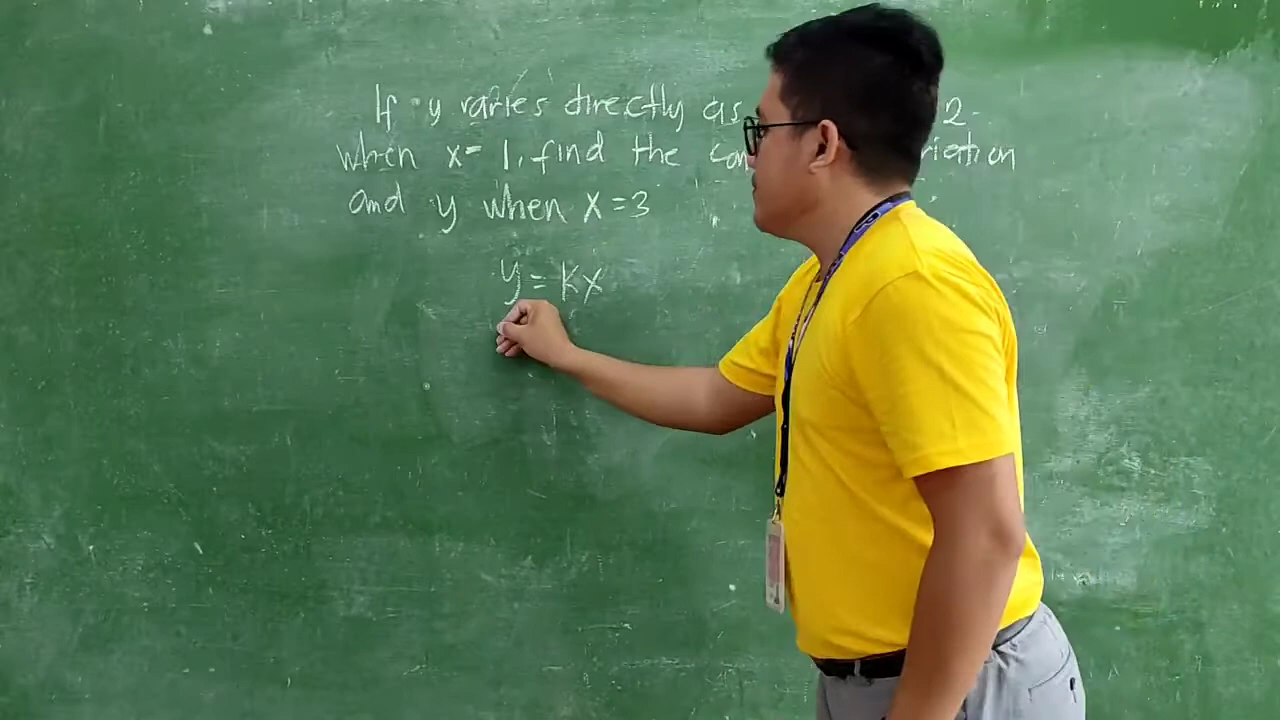 If y varies directly as 2
when x= 1, find the con riation
and y when x=3
y = kx